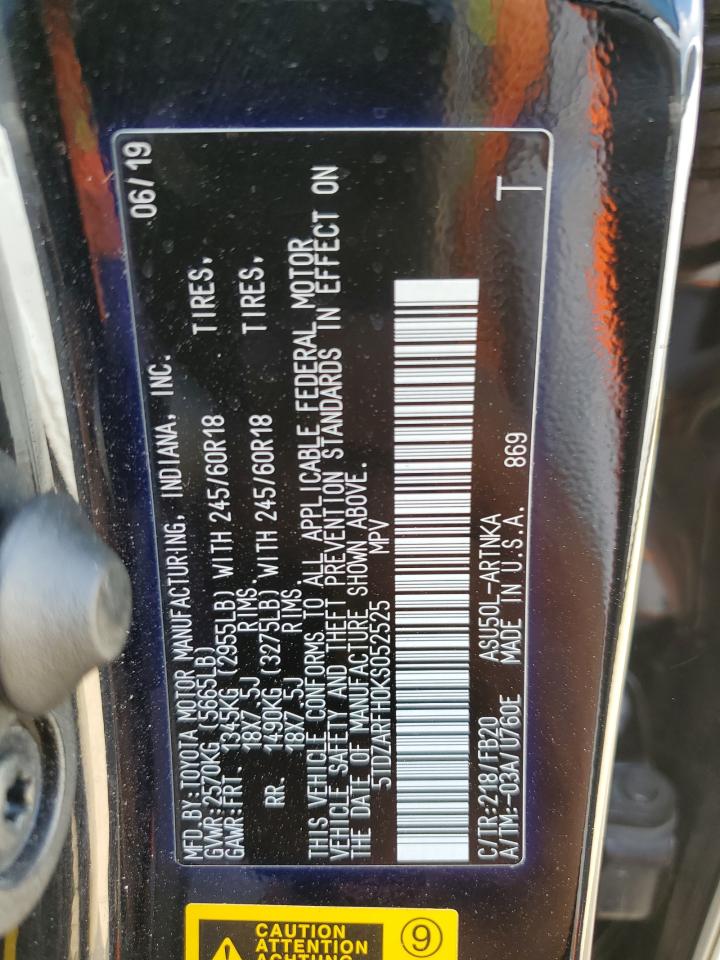 MFD.BY:TOYOTA MOTOR MANUFACTURING, INDIANA, INC. 06/19
GVWR:2570KG(5665LB)
GAWR:FRT. 1345KG (2955LB) WITH 245/60R18 TIRES,
18X7.5J RIMS
RR. 1490KG (3275LB) WITH 245/60R18 TIRES,
18X7.5J RIMS
THIS VEHICLE CONFORMS TO ALL APPLICABLE FEDERAL MOTOR
VEHICLE SAFETY AND THEFT PREVENTION STANDARDS IN EFFECT ON
THE DATE OF MANUFACTURE SHOWN ABOVE.
5TDZARFH0KS052525 MPV
C/TR:218/FB20 ASU50L-ARTNKA 869
A/TM:-03A/U760E MADE IN U.S.A. T
CAUTION
ATTENTION
ACHTUNG
9